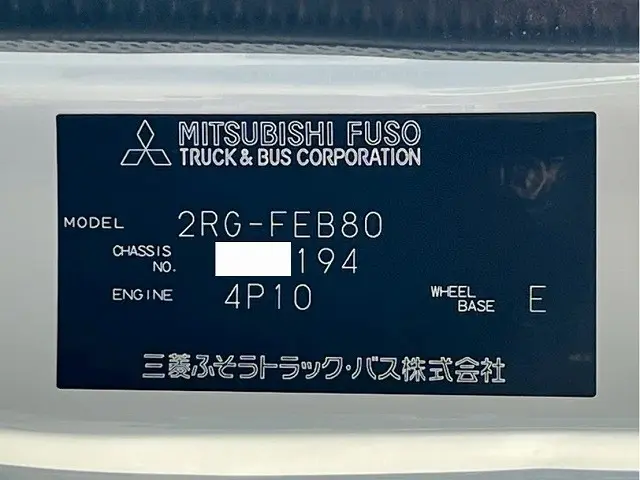 MITSUBISHI FUSO
TRUCK & BUS CORPORATION
MODEL 2RG-FEB80
CHASSIS NO. 194
ENGINE 4P10 WHEEL BASE E
三菱ふそうトラック・バス株式会社